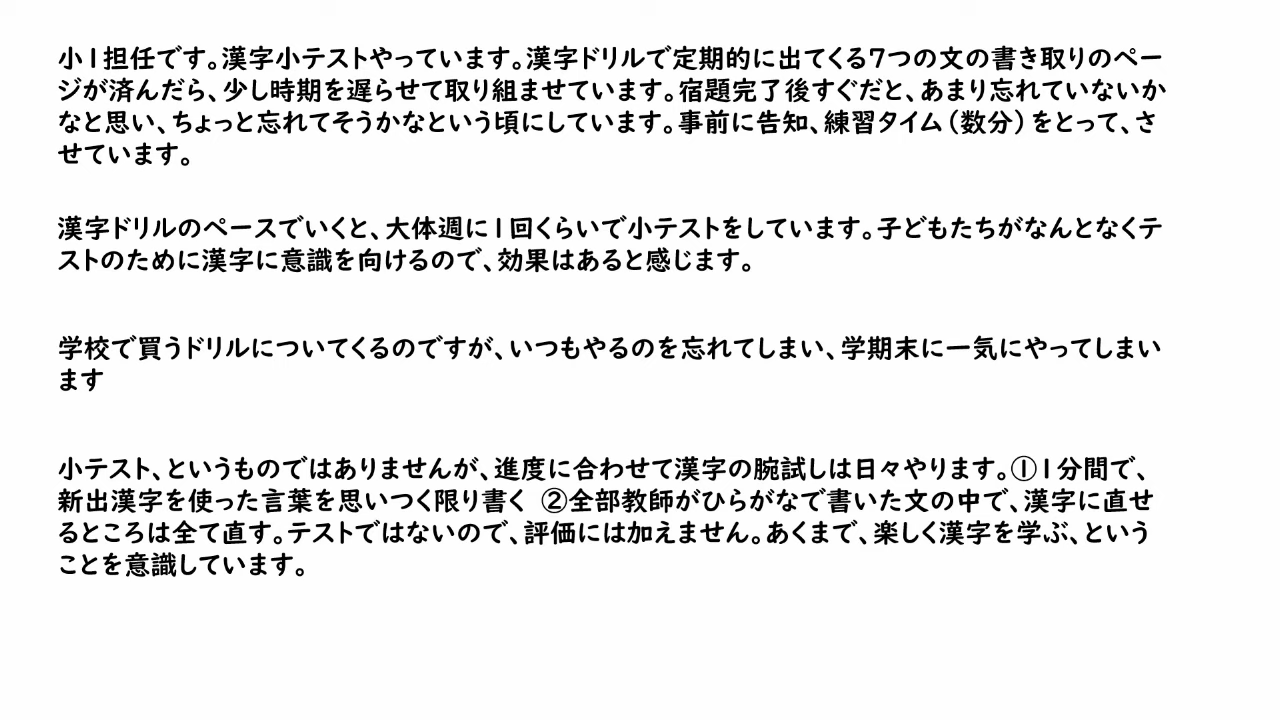 小1担任です。漢字小テストやっています。漢字ドリルで定期的に出てくる7つの文の書き取りのペー
ジが済んだら、少し時期を遅らせて取り組ませています。宿題完了後すぐだと、あまり忘れていないか
なと思い、ちょっと忘れてそうかなという頃にしています。事前に告知、練習タイム（数分）をとって、さ
せています。
漢字ドリルのペースでいくと、大体週に1回くらいで小テストをしています。子どもたちがなんとなくテ
ストのために漢字に意識を向けるので、効果はあると感じます。
学校で買うドリルについてくるのですが、いつもやるのを忘れてしまい、学期末に一気にやってしまい
ます
小テスト、というものではありませんが、進度に合わせて漢字の腕試しは日々やります。①1分間で、
新出漢字を使った言葉を思いつく限り書く ②全部教師がひらがなで書いた文の中で、漢字に直せ
るところは全て直す。テストではないので、評価には加えません。あくまで、楽しく漢字を学ぶ、という
ことを意識しています。